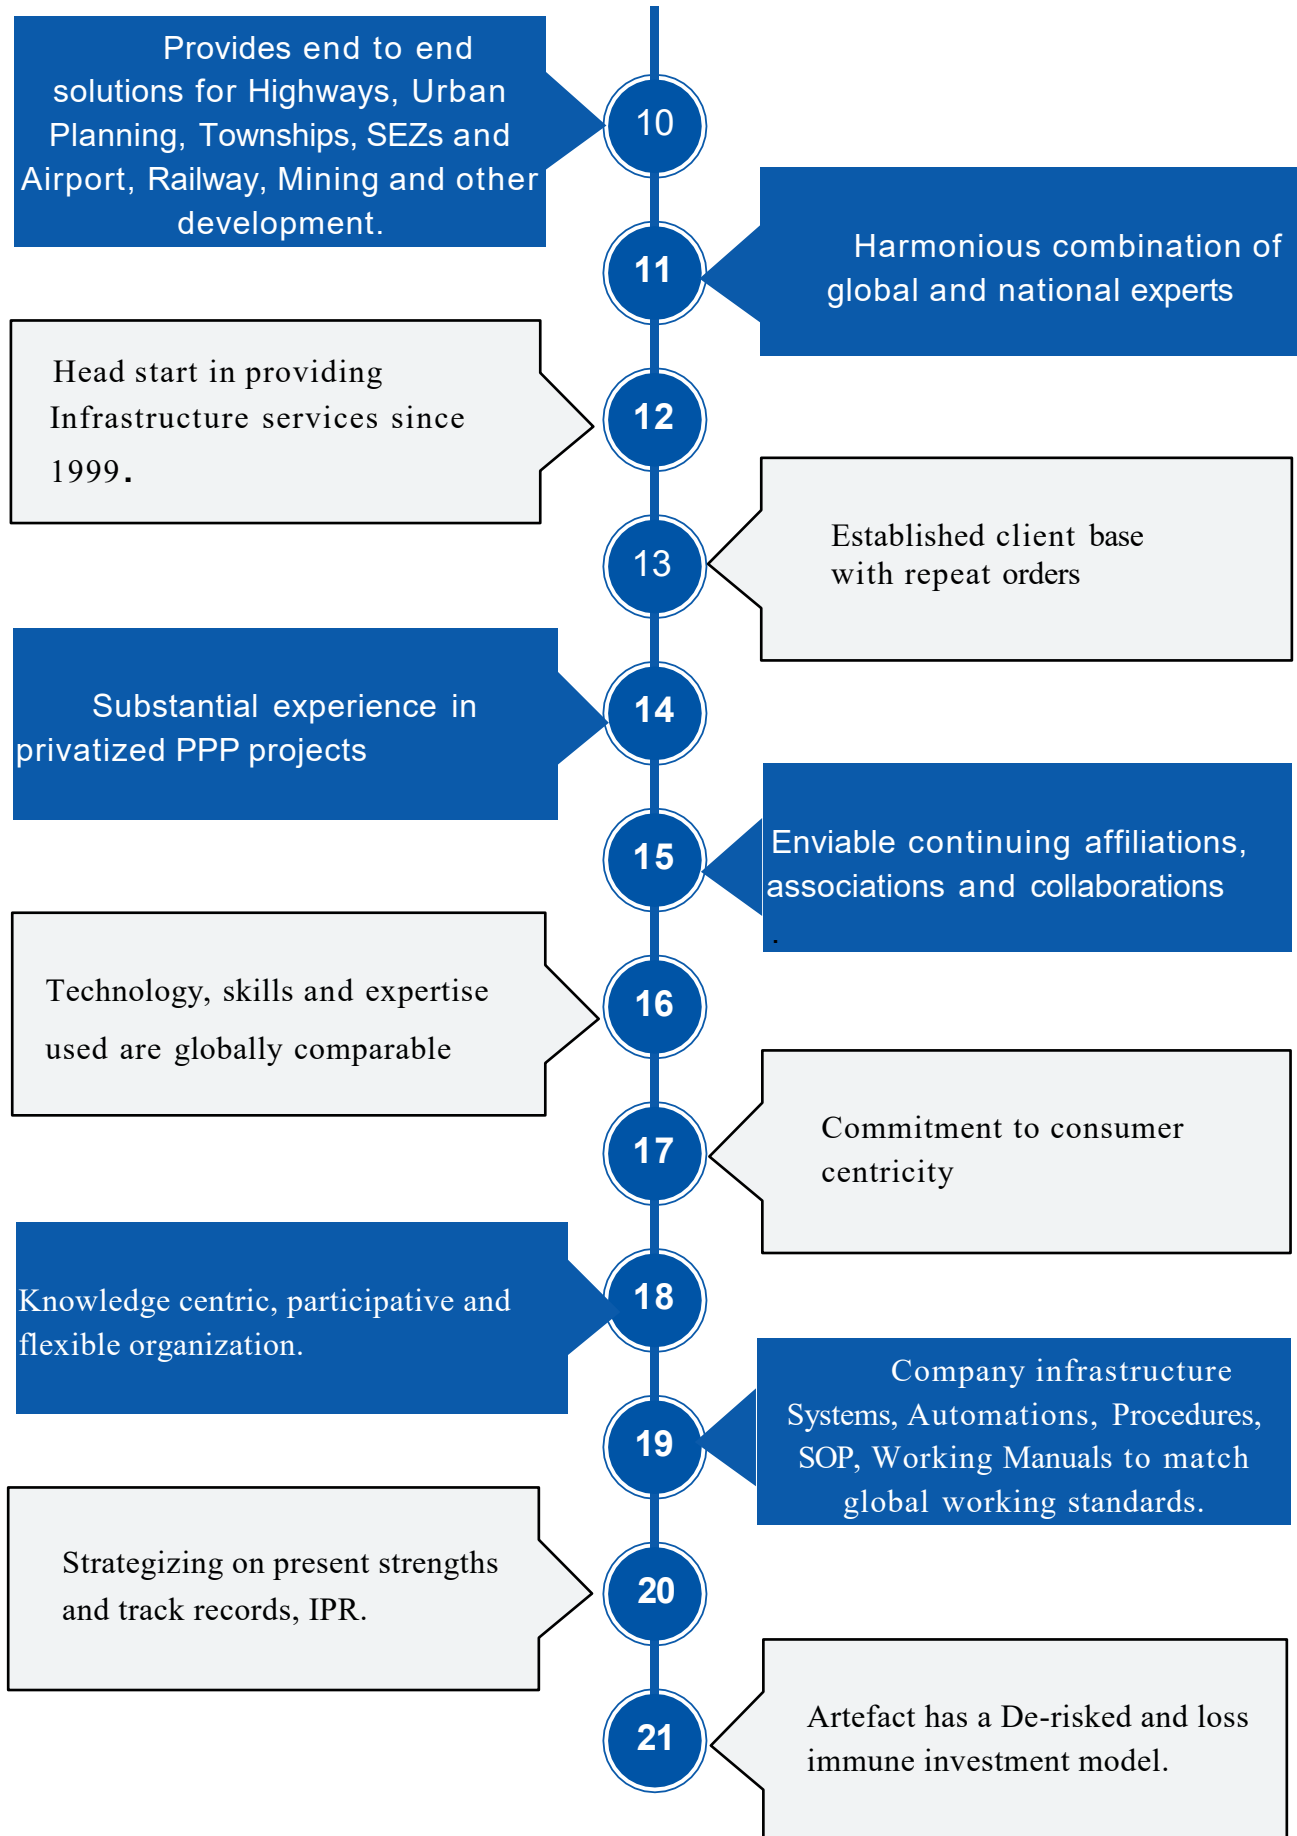 Provides end to end
solutions for Highways, Urban
Planning, Townships, SEZs and
Airport, Railway, Mining and other
development.
10
11
Harmonious combination of
global and national experts
Head start in providing
Infrastructure services since
1999.
12
13
Established client base
with repeat orders
Substantial experience in
privatized PPP projects
14
15
Enviable continuing affiliations,
associations and collaborations
.
Technology, skills and expertise
used are globally comparable
16
17
Commitment to consumer
centricity
Knowledge centric, participative and
flexible organization.
18
19
Company infrastructure
Systems, Automations, Procedures,
SOP, Working Manuals to match
global working standards.
Strategizing on present strengths
and track records, IPR.
20
21
Artefact has a De-risked and loss
immune investment model.